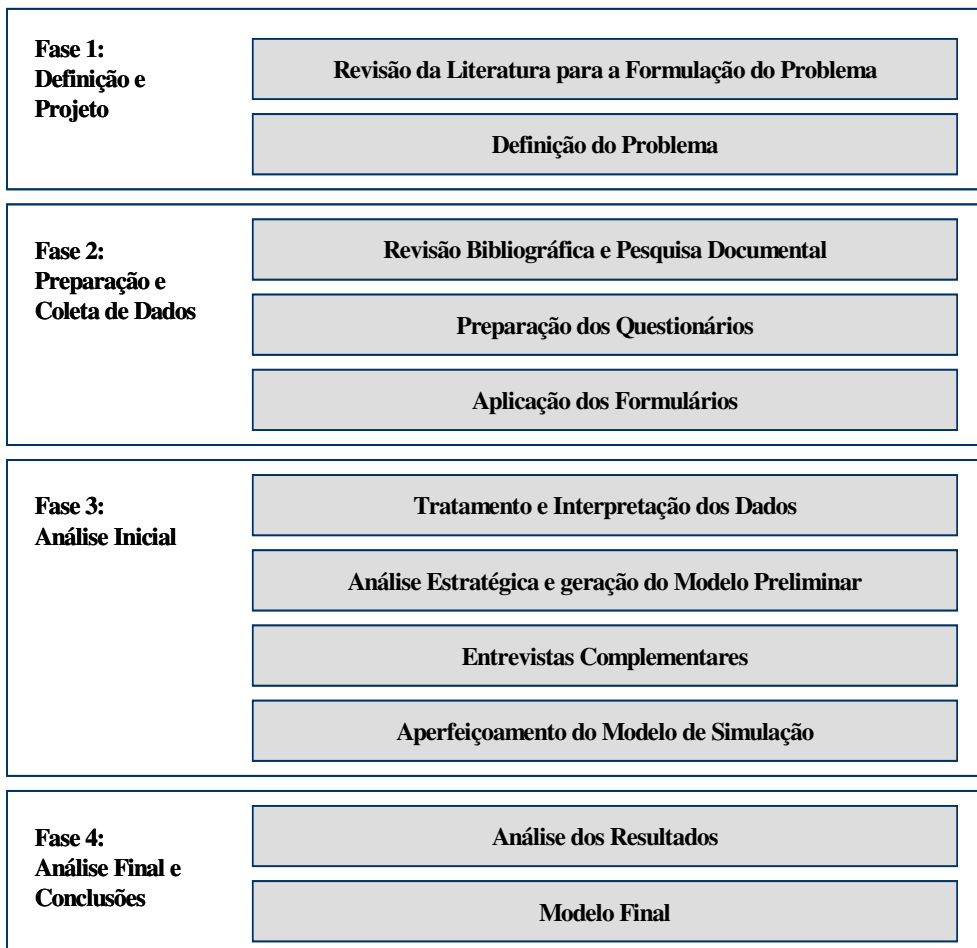 Fase 1:
Definição e
Projeto
Revisão da Literatura para a Formulação do Problema
Definição do Problema
Fase 2:
Preparação e
Coleta de Dados
Revisão Bibliográfica e Pesquisa Documental
Preparação dos Questionários
Aplicação dos Formulários
Fase 3:
Análise Inicial
Tratamento e Interpretação dos Dados
Análise Estratégica e geração do Modelo Preliminar
Entrevistas Complementares
Aperfeiçoamento do Modelo de Simulação
Fase 4:
Análise Final e
Conclusões
Análise dos Resultados
Modelo Final